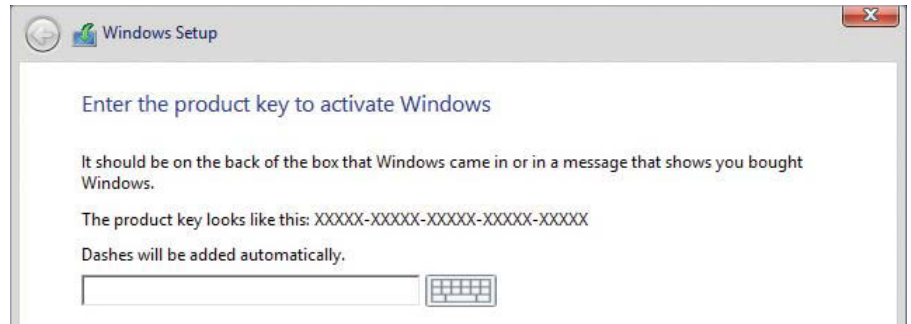 Windows Setup
Enter the product key to activate Windows
It should be on the back of the box that Windows came in or in a message that shows you bought
Windows.
The product key looks like this: XXXXX-XXXXX-XXXXX-XXXXX-XXXXX
Dashes will be added automatically.